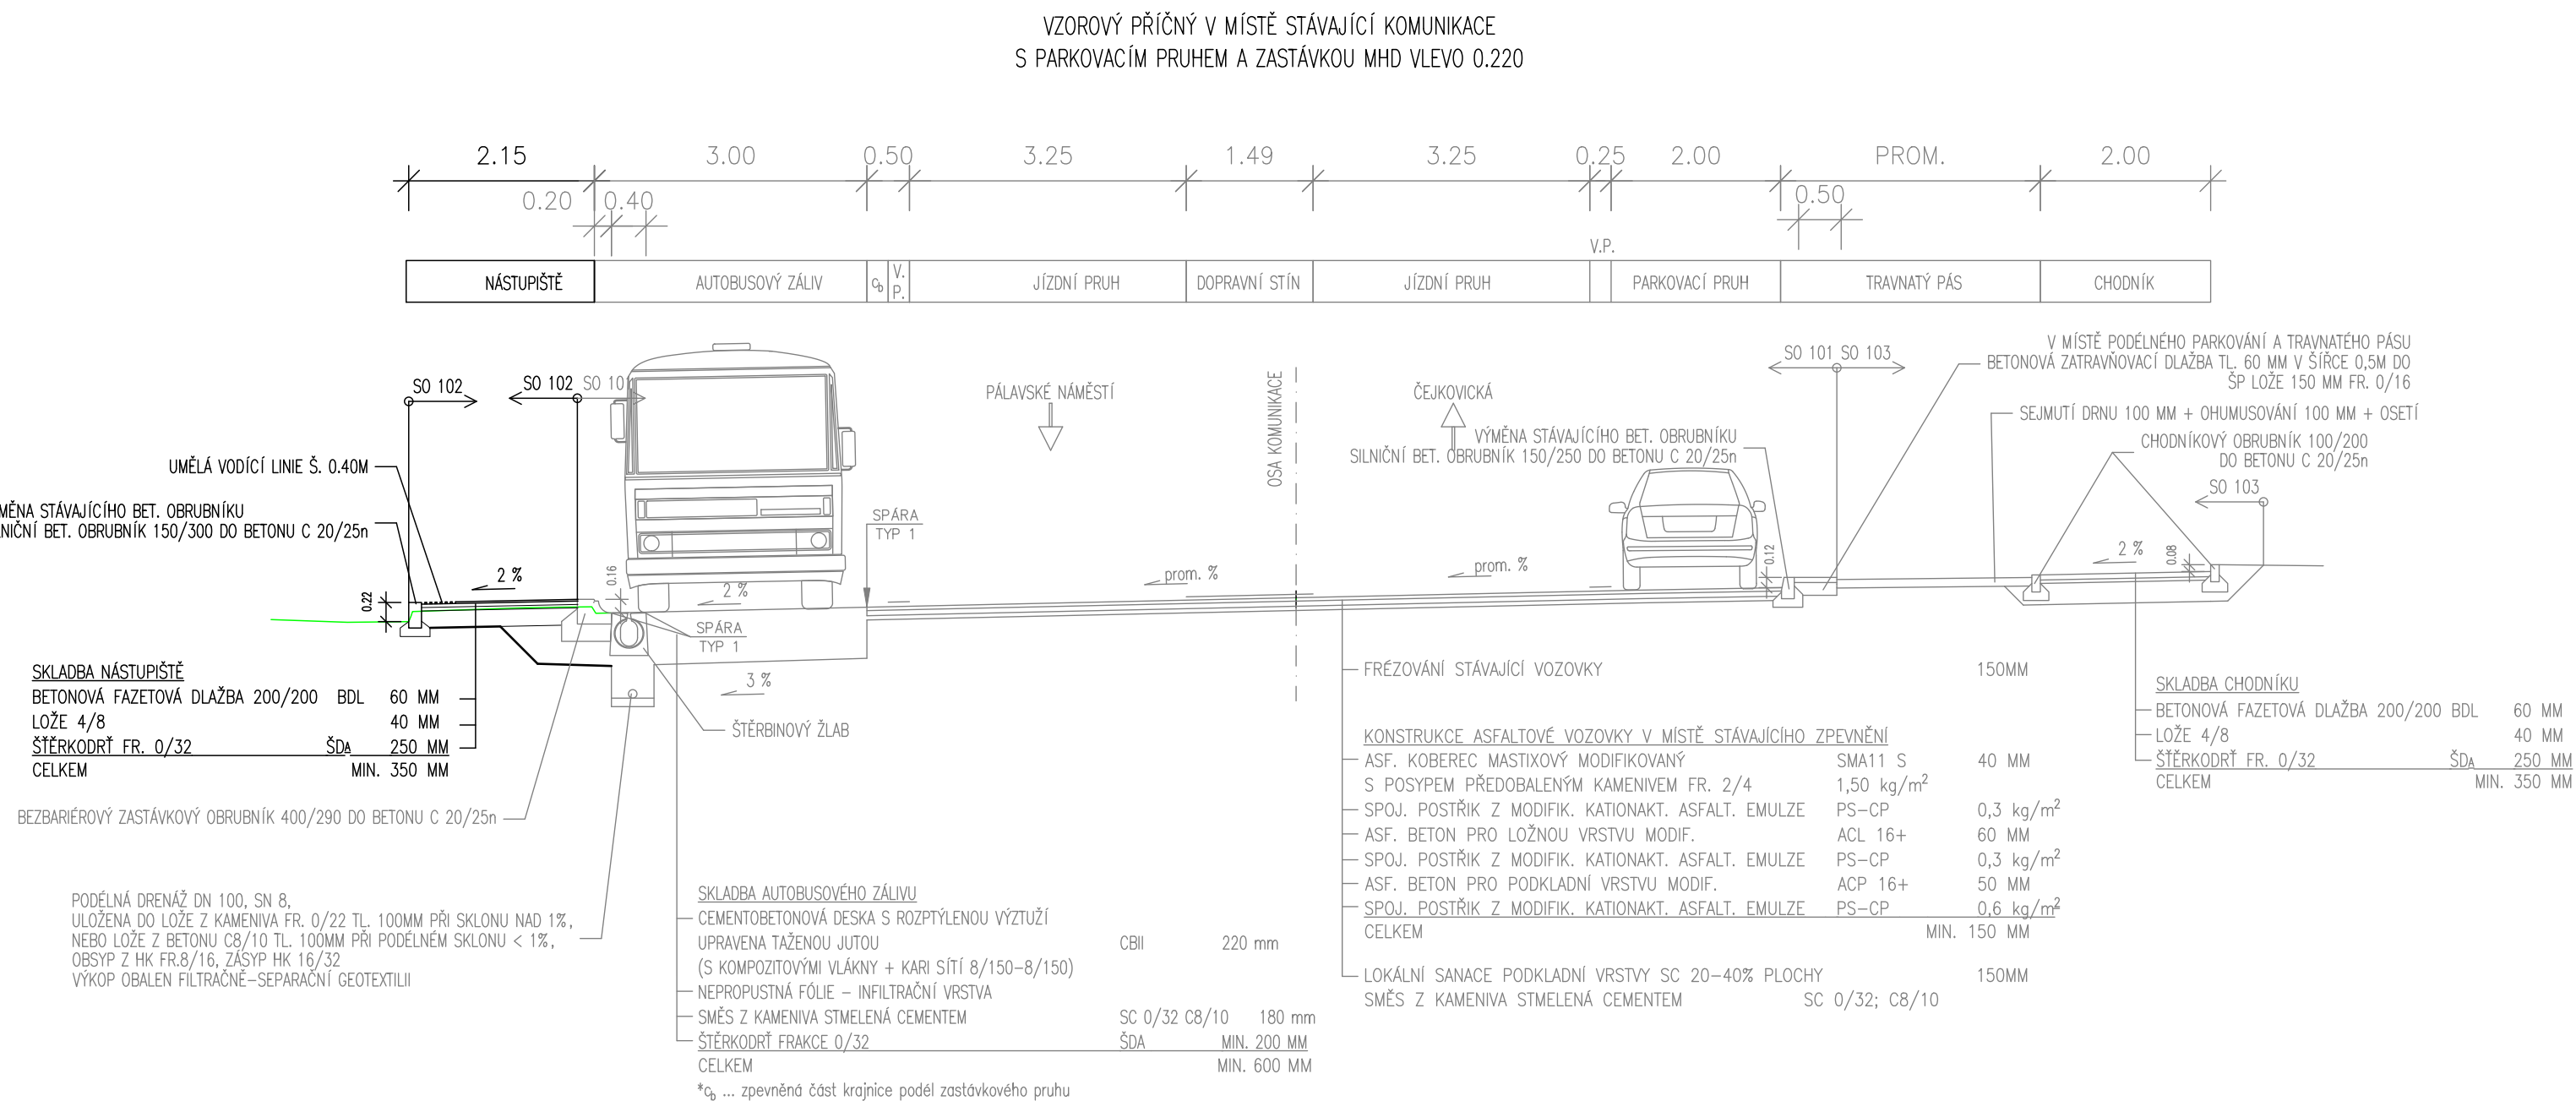 VZOROVÝ PŘÍČNÝ V MÍSTĚ STÁVAJÍCÍ KOMUNIKACE
S PARKOVACÍM PRUHEM A ZASTÁVKOU MHD VLEVO 0.220
2.15 3.00 0.50 3.25 1.49 3.25 0.25 2.00 PROM. 2.00
0.20 0.40 0.50
V.P.
NÁSTUPIŠTĚ AUTOBUSOVÝ ZÁLIV cb V. P. JÍZDNÍ PRUH DOPRAVNÍ STÍN JÍZDNÍ PRUH PARKOVACÍ PRUH TRAVNATÝ PÁS CHODNÍK
V MÍSTĚ PODÉLNÉHO PARKOVÁNÍ A TRAVNATÉHO PÁSU
BETONOVÁ ZATRAVŇOVACÍ DLAŽBA TL. 60 MM V ŠÍŘCE 0,5M DO
ŠP LOŽE 150 MM FR. 0/16
SO 101 SO 103
SO 102 SO 102 SO 10
PÁLAVSKÉ NÁMĚSTÍ
OSA KOMUNIKACE
ČEJKOVICKÁ
SEJMUTÍ DRNU 100 MM + OHUMUSOVÁNÍ 100 MM + OSETÍ
VÝMĚNA STÁVAJÍCÍHO BET. OBRUBNÍKU
SILNIČNÍ BET. OBRUBNÍK 150/250 DO BETONU C 20/25n
CHODNÍKOVÝ OBRUBNÍK 100/200
DO BETONU C 20/25n
SO 103
UMĚLÁ VODÍCÍ LINIE Š. 0.40M
MĚNA STÁVAJÍCÍHO BET. OBRUBNÍKU
NIČNÍ BET. OBRUBNÍK 150/300 DO BETONU C 20/25n
SPÁRA
TYP 1
0.22 2 % 0.16 2 % prom. % prom. % 0.12 2 % 0.08
SPÁRA
TYP 1
3 %
ŠTĚRBINOVÝ ŽLAB
SKLADBA NÁSTUPIŠTĚ
BETONOVÁ FAZETOVÁ DLAŽBA 200/200 BDL 60 MM
LOŽE 4/8 40 MM
ŠTĚRKODRŤ FR. 0/32 ŠDA 250 MM
CELKEM MIN. 350 MM
BEZBARIÉROVÝ ZASTÁVKOVÝ OBRUBNÍK 400/290 DO BETONU C 20/25n
PODÉLNÁ DRENÁŽ DN 100, SN 8,
ULOŽENA DO LOŽE Z KAMENIVA FR. 0/22 TL. 100MM PŘI SKLONU NAD 1%,
NEBO LOŽE Z BETONU C8/10 TL. 100MM PŘI PODÉLNÉM SKLONU < 1%,
OBSYP Z HK FR.8/16, ZÁSYP HK 16/32
VÝKOP OBALEN FILTRAČNĚ-SEPARAČNÍ GEOTEXTILII
SKLADBA AUTOBUSOVÉHO ZÁLIVU
CEMENTOBETONOVÁ DESKA S ROZPTÝLENOU VÝZTUŽÍ
UPRAVENA TAŽENOU JUTOU CBII 220 mm
(S KOMPOZITOVÝMI VLÁKNY + KARI SÍTÍ 8/150-8/150)
NEPROPUSTNÁ FÓLIE - INFILTRAČNÍ VRSTVA
SMĚS Z KAMENIVA STMELENÁ CEMENTEM SC 0/32 C8/10 180 mm
ŠTĚRKODRŤ FRAKCE 0/32 ŠDA MIN. 200 MM
CELKEM MIN. 600 MM
*cb ... zpevněná část krajnice podél zastávkového pruhu
FRÉZOVÁNÍ STÁVAJÍCÍ VOZOVKY 150MM
KONSTRUKCE ASFALTOVÉ VOZOVKY V MÍSTĚ STÁVAJÍCÍHO ZPEVNĚNÍ
ASF. KOBEREC MASTIXOVÝ MODIFIKOVANÝ SMA11 S 40 MM
S POSYPEM PŘEDOBALENÝM KAMENIVEM FR. 2/4 1,50 kg/m²
SPOJ. POSTŘIK Z MODIFIK. KATIONAKT. ASFALT. EMULZE PS-CP 0,3 kg/m²
ASF. BETON PRO LOŽNOU VRSTVU MODIF. ACL 16+ 60 MM
SPOJ. POSTŘIK Z MODIFIK. KATIONAKT. ASFALT. EMULZE PS-CP 0,3 kg/m²
ASF. BETON PRO PODKLADNÍ VRSTVU MODIF. ACP 16+ 50 MM
SPOJ. POSTŘIK Z MODIFIK. KATIONAKT. ASFALT. EMULZE PS-CP 0,6 kg/m²
CELKEM MIN. 150 MM
LOKÁLNÍ SANACE PODKLADNÍ VRSTVY SC 20-40% PLOCHY 150MM
SMĚS Z KAMENIVA STMELENÁ CEMENTEM SC 0/32; C8/10
SKLADBA CHODNÍKU
BETONOVÁ FAZETOVÁ DLAŽBA 200/200 BDL 60 MM
LOŽE 4/8 40 MM
ŠTĚRKODRŤ FR. 0/32 ŠDA 250 MM
CELKEM MIN. 350 MM